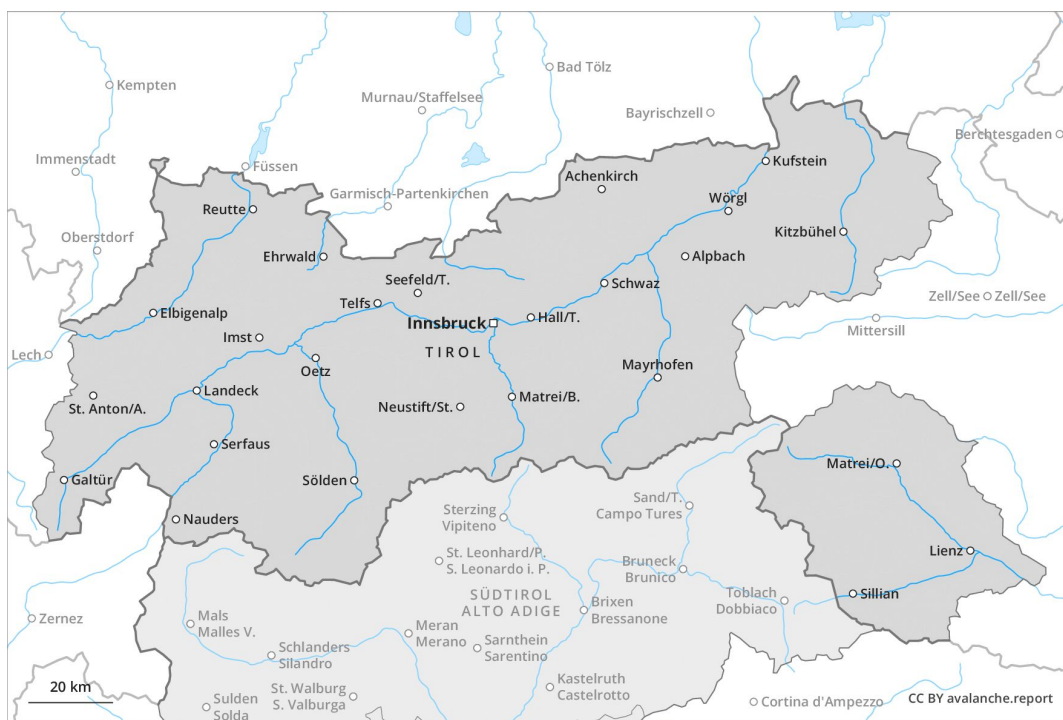 Kempten
Bad Tölz
Murnau/Staffelsee
Bayrischzell
Berchtesgaden
Immenstadt
Füssen
Kufstein
Achenkirch
Garmisch-Partenkirchen
Wörgl
Reutte
Oberstdorf
Kitzbühel
Ehrwald
Alpbach
Seefeld/T.
Schwaz
Zell/See
Zell/See
Telfs
Elbigenalp
Innsbruck
Hall/T.
Mittersill
Imst
TIROL
Lech
Oetz
Mayrhofen
Landeck
St. Anton/A.
Neustift/St.
Matrei/B.
Serfaus
Matrei/O.
Galtür
Sölden
Sand/T.
Campo Tures
Nauders
Sterzing
Vipiteno
Lienz
St. Leonhard/P.
S. Leonardo i. P.
Bruneck
Brunico
SÜDTIROL
ALTO ADIGE
Sillian
Toblach
Dobbiaco
Brixen
Bressanone
Zernez
Mals
Malles V.
Meran
Merano
Sarnthein
Sarentino
Schlanders
Silandro
Kastelruth
Castelrotto
20 km
St. Walburg
S. Valburga
Sulden
Solda
Cortina d'Ampezzo
CC BY avalanche.report